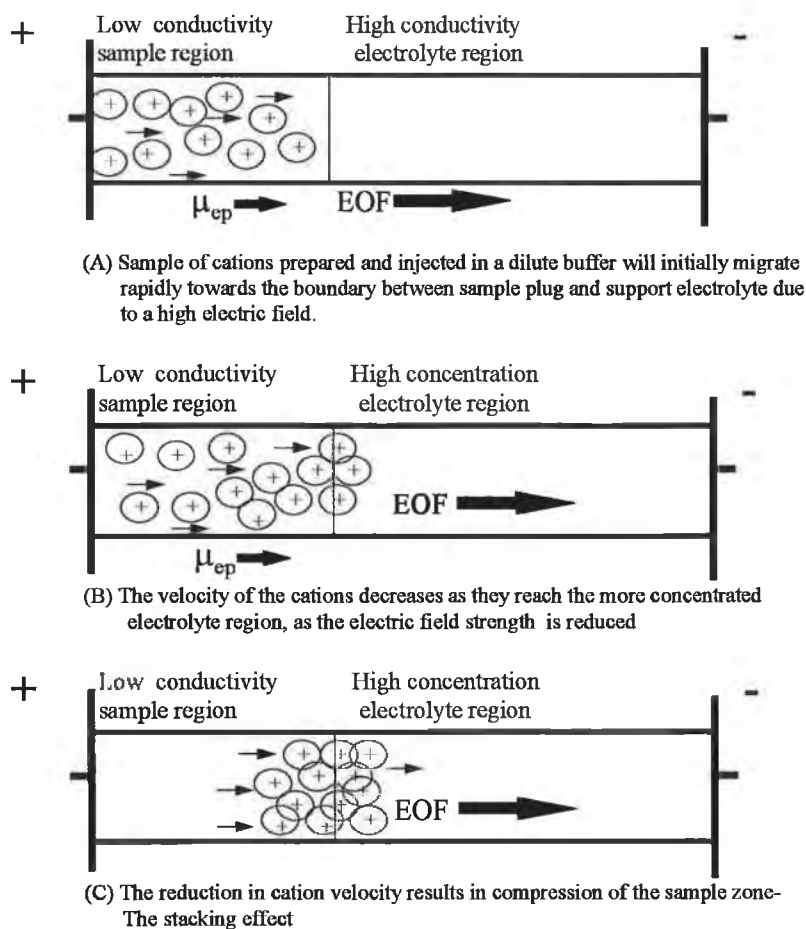 + Low conductivity High conductivity -
sample region electrolyte region
+ + + + + + + + + +
μep EOF
(A) Sample of cations prepared and injected in a dilute buffer will initially migrate
rapidly towards the boundary between sample plug and support electrolyte due
to a high electric field.
+ Low conductivity High concentration -
sample region electrolyte region
+ + + + + + + + + + + + +
EOF
μep
(B) The velocity of the cations decreases as they reach the more concentrated
electrolyte region, as the electric field strength is reduced
+ Low conductivity High concentration -
sample region electrolyte region
+ + + + + + + + + + + +
EOF
(C) The reduction in cation velocity results in compression of the sample zone-
The stacking effect